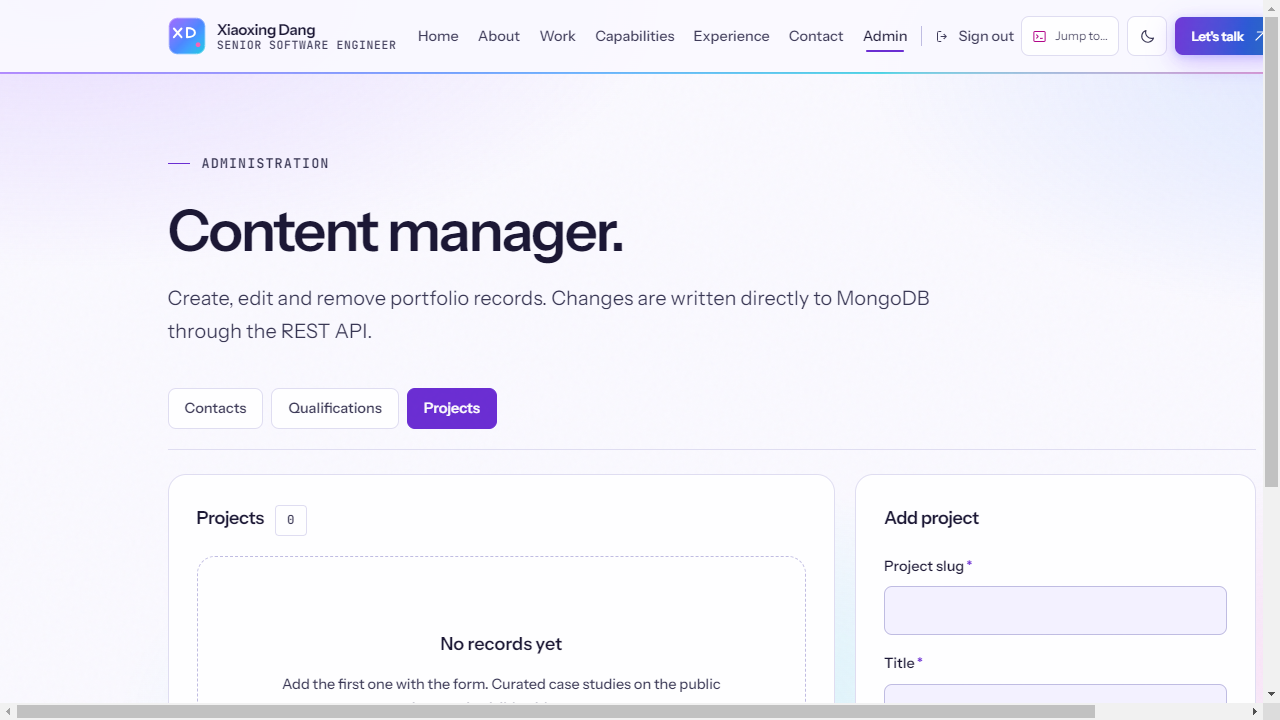 XD
Xiaoxing Dang
SENIOR SOFTWARE ENGINEER
Home
About
Work
Capabilities
Experience
Contact
Admin
Sign out
Jump to...
Let's talk
ADMINISTRATION
Content manager.
Create, edit and remove portfolio records. Changes are written directly to MongoDB
through the REST API.
Contacts
Qualifications
Projects
Projects
0
No records yet
Add the first one with the form. Curated case studies on the public
Add project
Project slug *
Title *